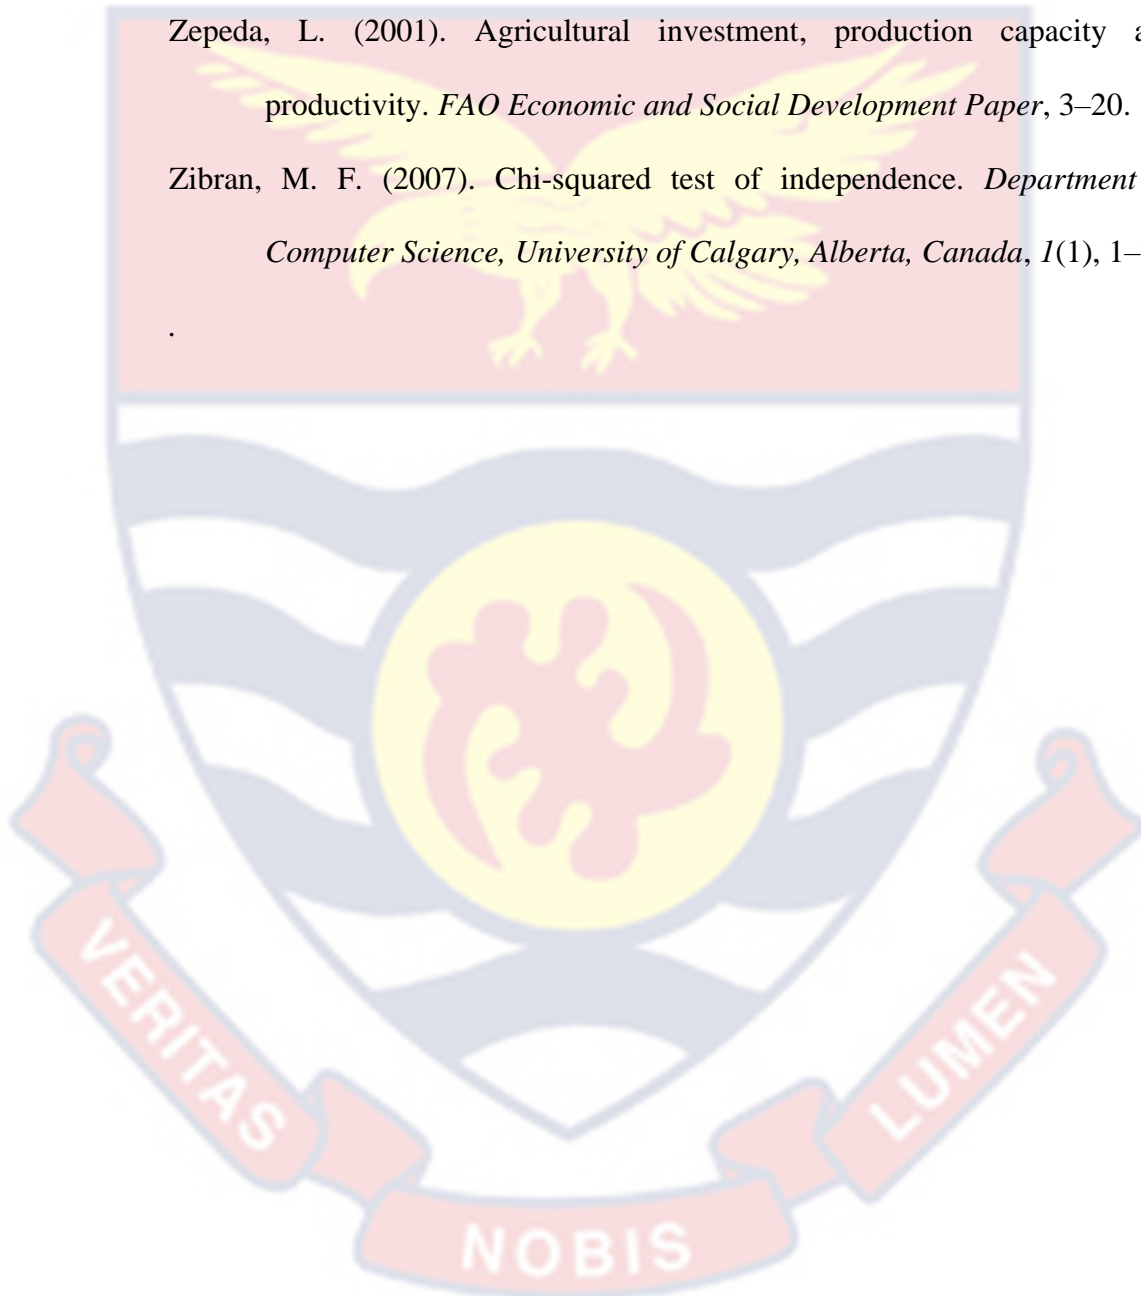 Zepeda, L. (2001). Agricultural investment, production capacity a
productivity. FAO Economic and Social Development Paper, 3–20.
Zibran, M. F. (2007). Chi-squared test of independence. Department
Computer Science, University of Calgary, Alberta, Canada, 1(1), 1–
.
VERITAS
NOBIS
LUMEN